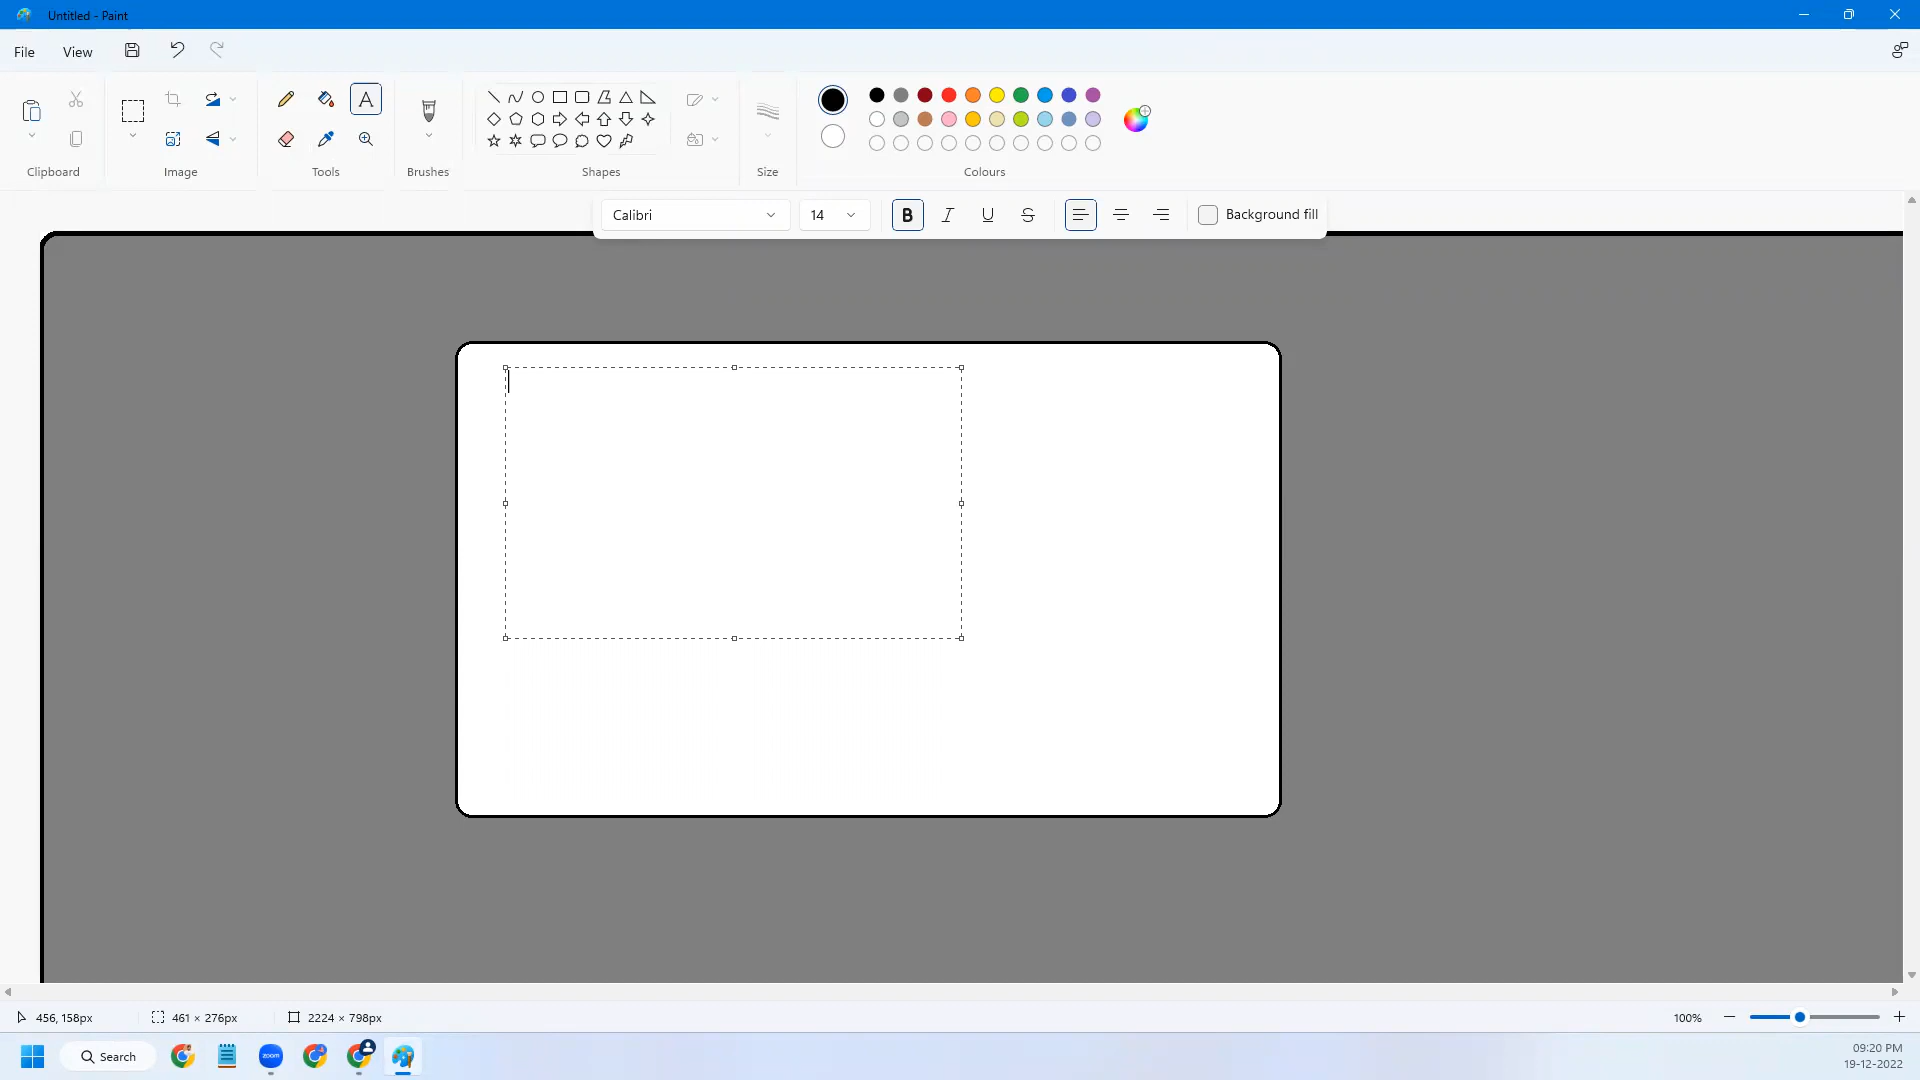 Untitled - Paint
File View
Clipboard Image Tools Brushes Shapes Size Colours
Calibri 14 B I U S Background fill
456, 158px 461 × 276px 2224 × 798px 100%
Search zoom 09:20 PM
19-12-2022